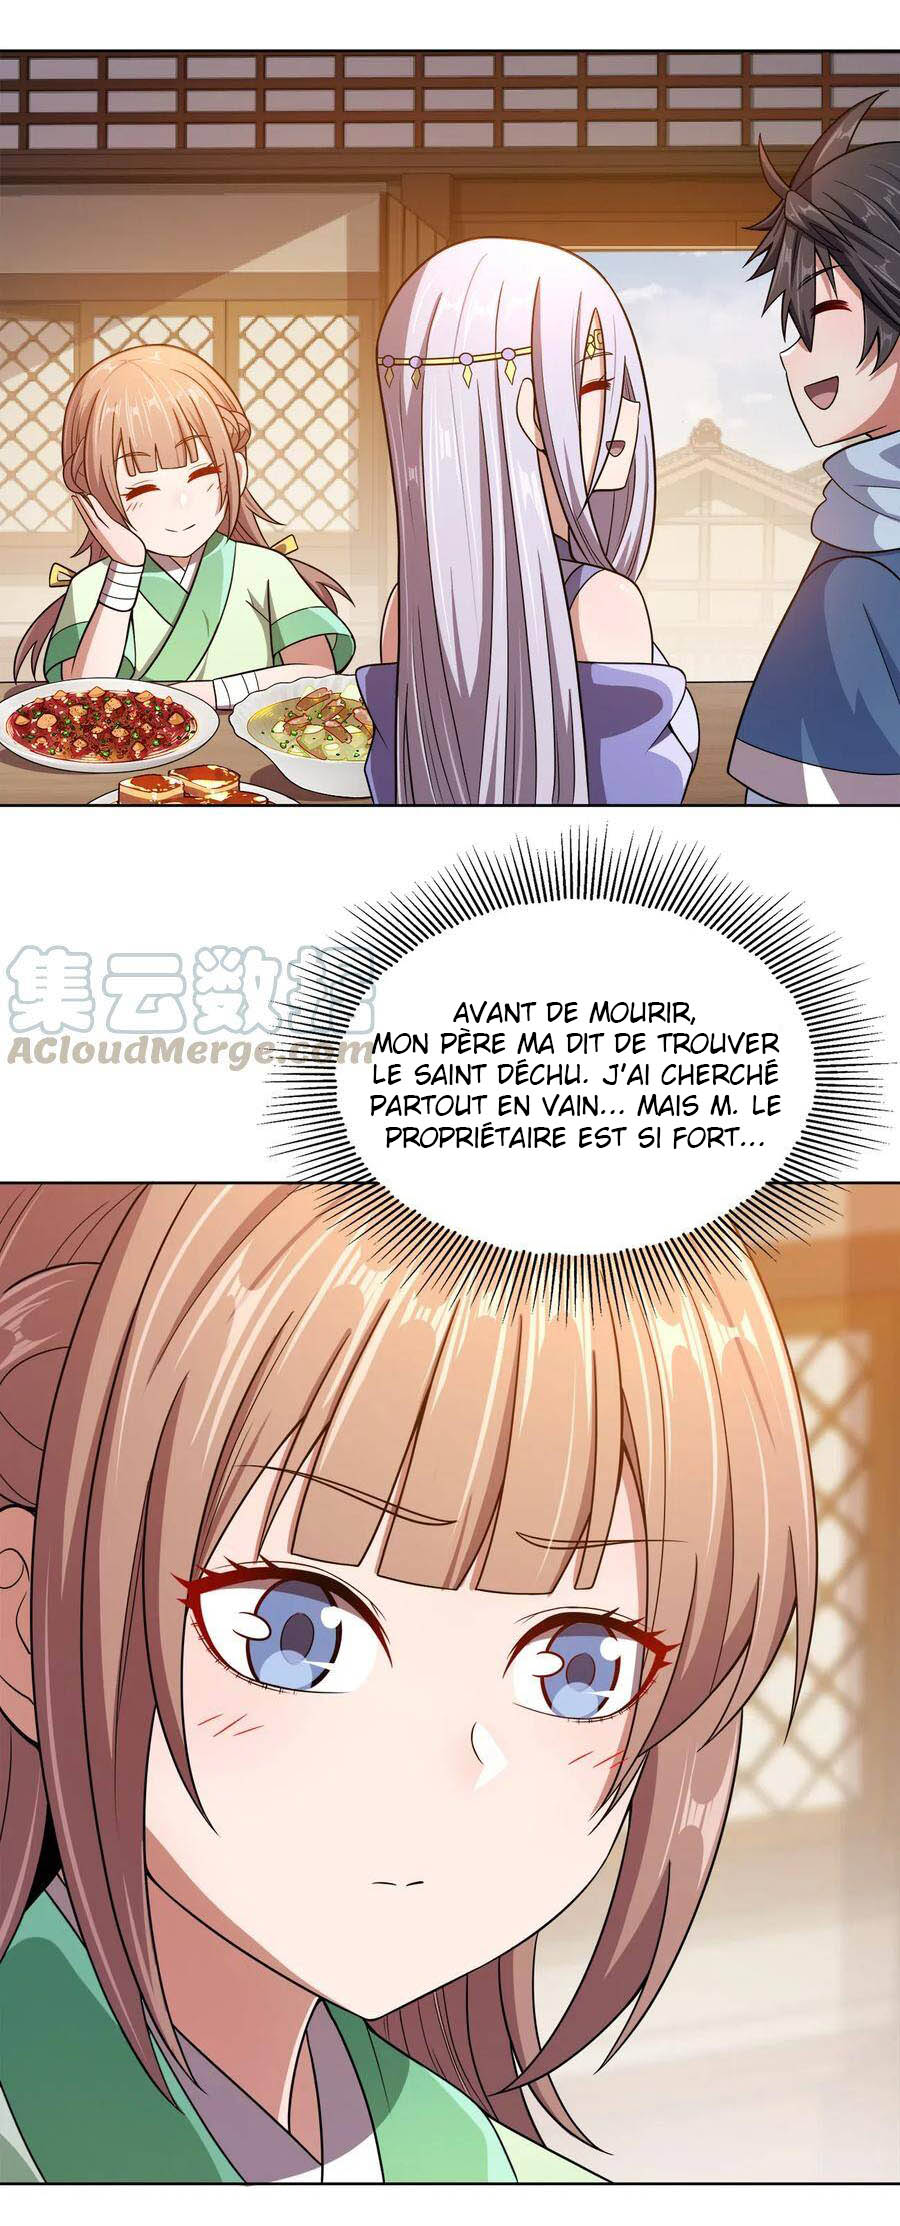 集云数据
ACloudMerge.com
AVANT DE MOURIR,
MON PÈRE MA DIT DE TROUVER
LE SAINT DÉCHU. J'AI CHERCHÉ
PARTOUT EN VAIN... MAIS M. LE
PROPRIÉTAIRE EST SI FORT...